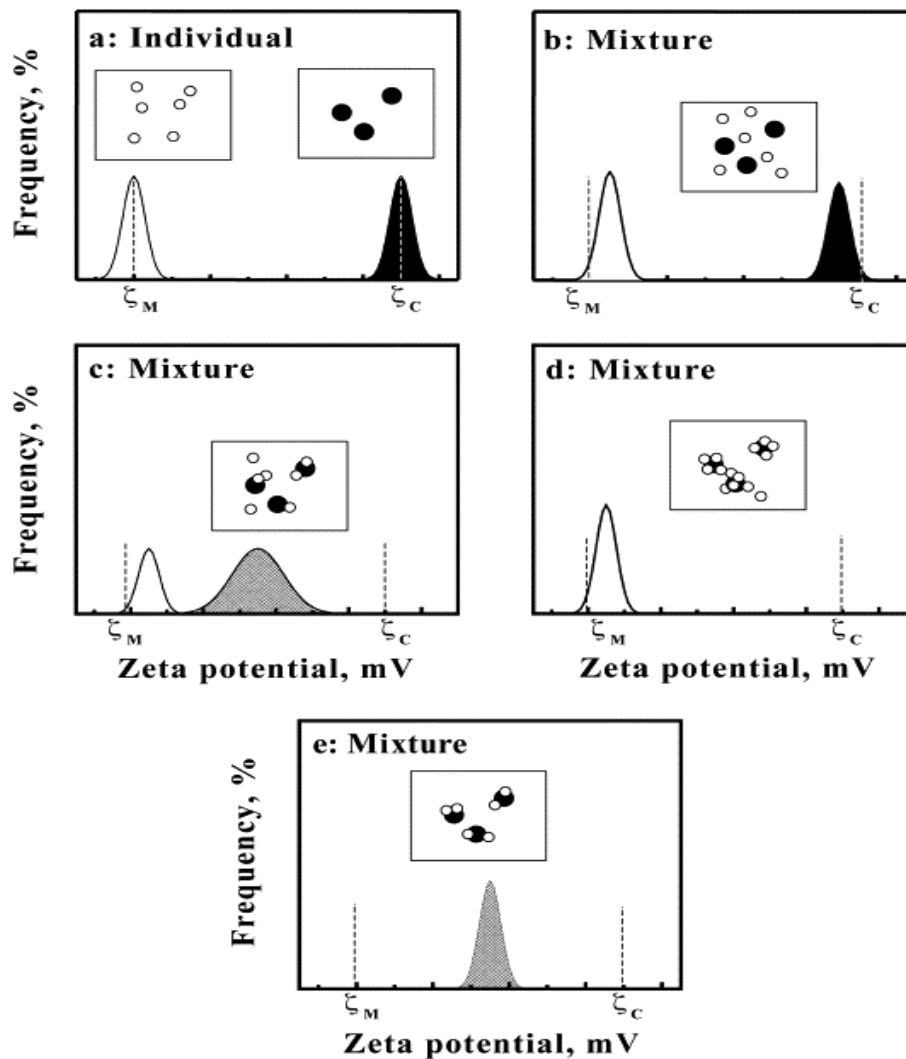 a: Individual
Frequency, %
ζM
ζC
b: Mixture
ζM
ζC
c: Mixture
Frequency, %
ζM
ζC
Zeta potential, mV
d: Mixture
ζM
ζC
Zeta potential, mV
e: Mixture
Frequency, %
ζM
ζC
Zeta potential, mV